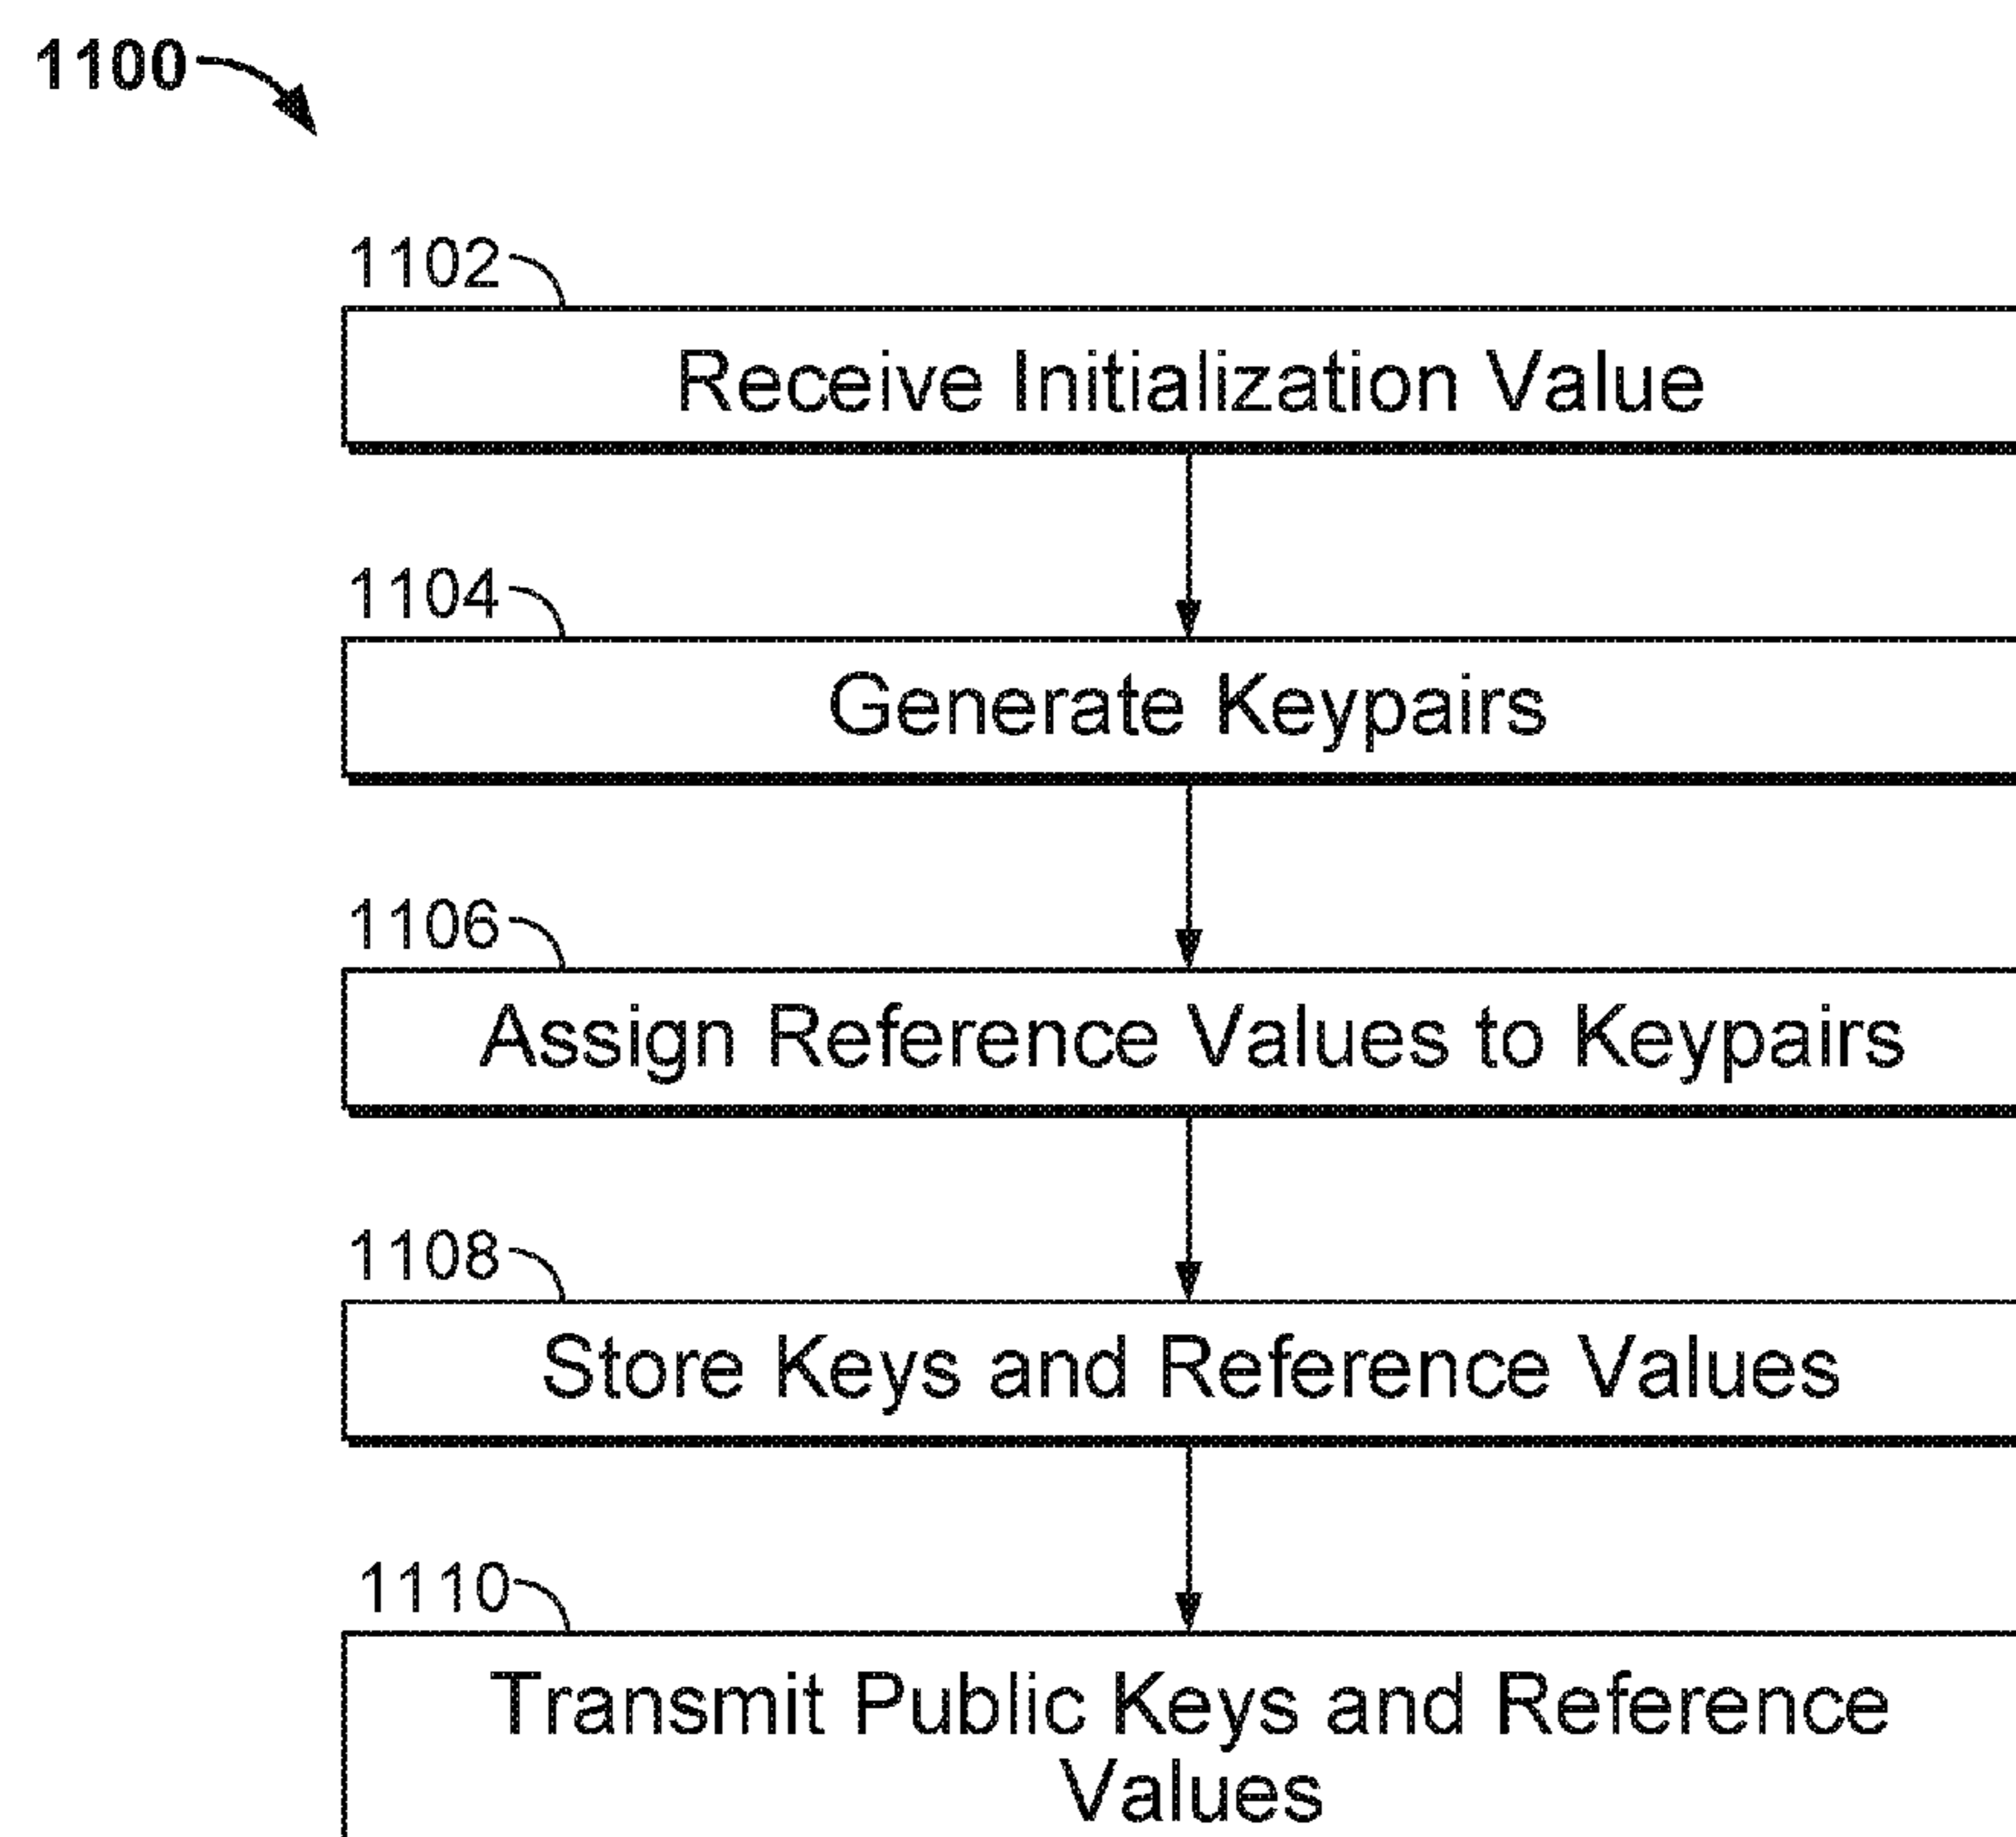 1100
1102
Receive Initialization Value
1104
Generate Keypairs
1106
Assign Reference Values to Keypairs
1108
Store Keys and Reference Values
1110
Transmit Public Keys and Reference
Values